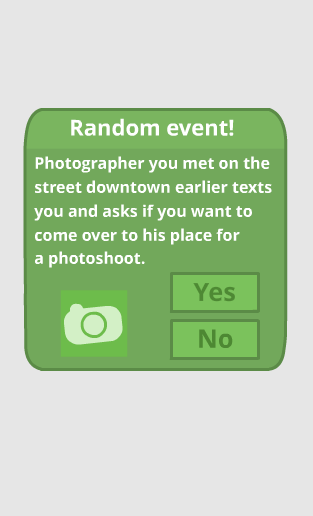 Random event!
Photographer you met on the
street downtown earlier texts
you and asks if you want to
come over to his place for
a photoshoot.
Yes
No